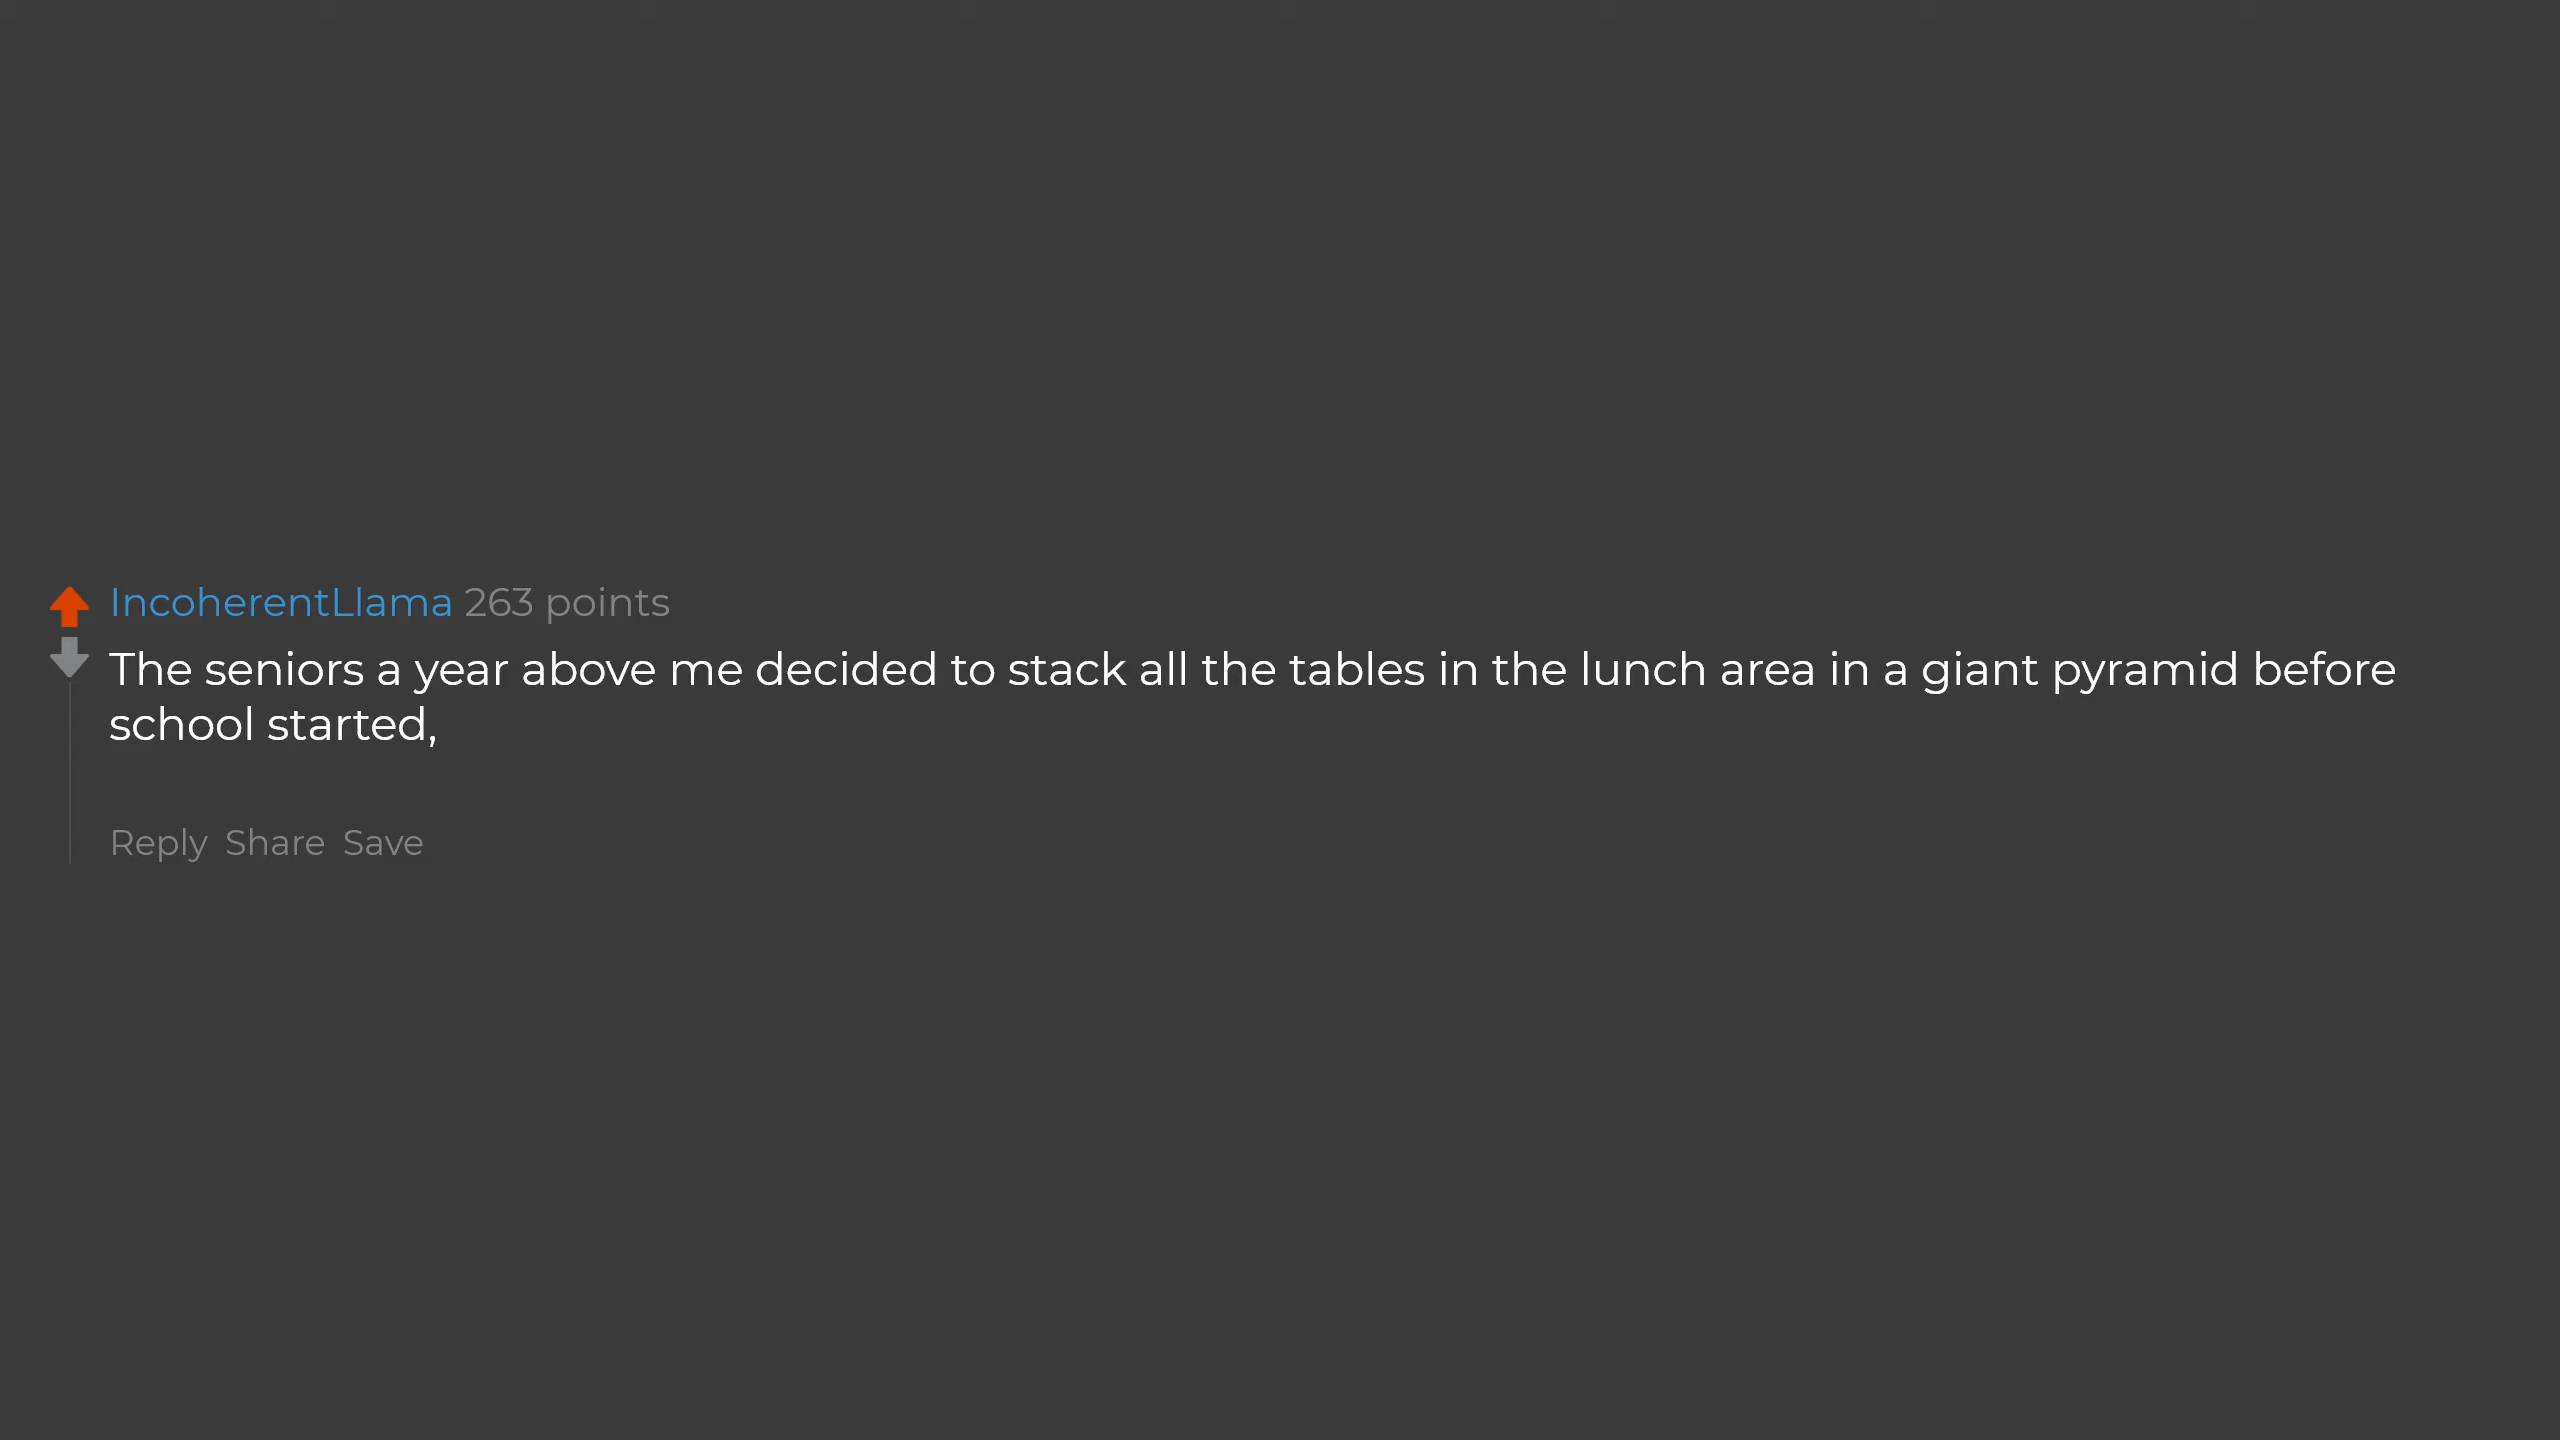 IncoherentLlama 263 points
The seniors a year above me decided to stack all the tables in the lunch area in a giant pyramid before
school started,
Reply Share Save